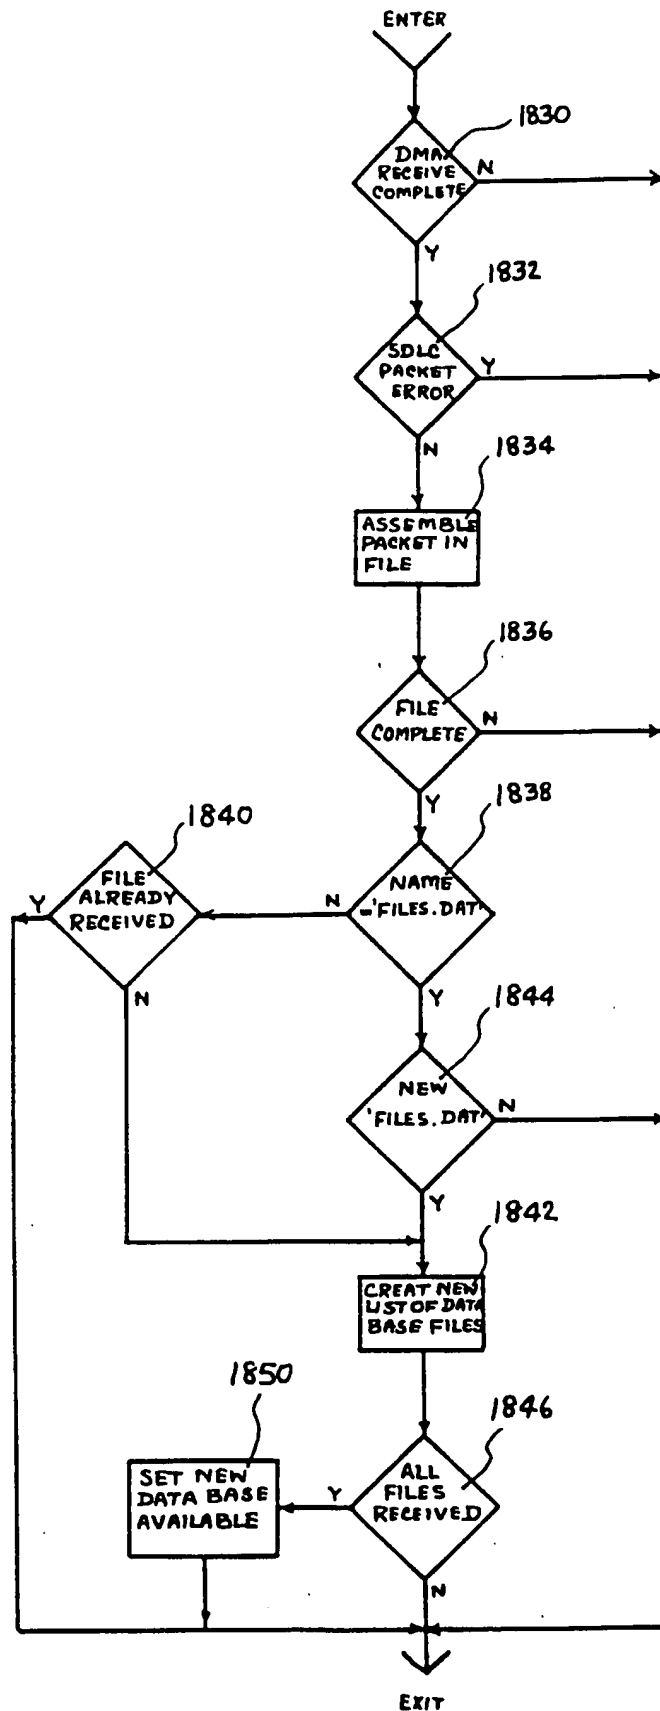 ENTER
1830
DMA
RECEIVE
COMPLETE
N
Y
1832
SDLC
PACKET
ERROR
Y
N
1834
ASSEMBLE
PACKET IN
FILE
1836
FILE
COMPLETE
N
Y
1838
NAME
='FILES.DAT'
N
Y
1840
FILE
ALREADY
RECEIVED
Y
N
1844
NEW
'FILES.DAT'
N
Y
1842
CREAT NEW
LIST OF DATA
BASE FILES
1846
ALL
FILES
RECEIVED
Y
N
1850
SET NEW
DATA BASE
AVAILABLE
EXIT